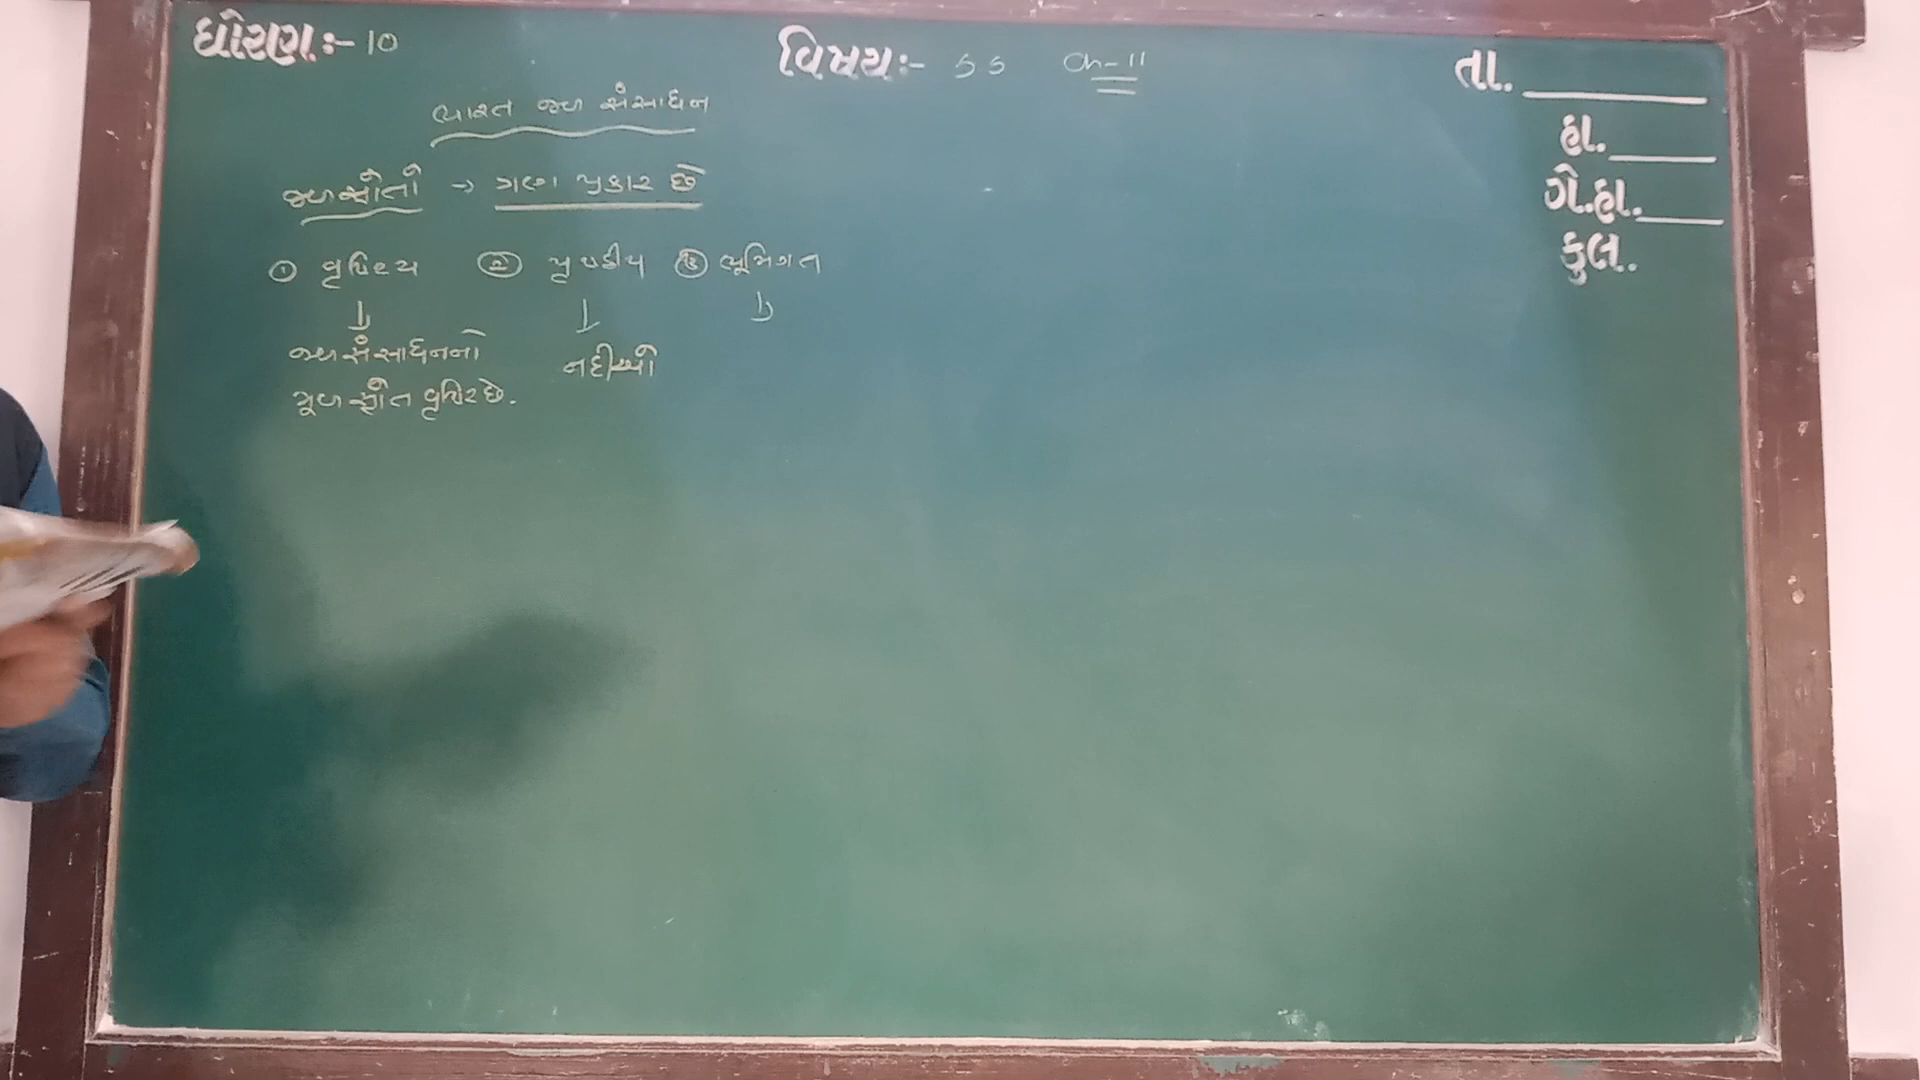 ધોરણ:- 10
વિષય:- SS Ch-11
તા.
હા.
ગે.હા.
કુલ..
ભારત જળ સંસાધન
જળસ્રોતો → ત્રણ પ્રકાર છે
① વૃષ્ટિય ② પૃષ્ઠીય ③ ભૂમિગત
જળસંસાધનનો
મૂળ સ્ત્રોત વૃષ્ટિ છે.
નદીઓ